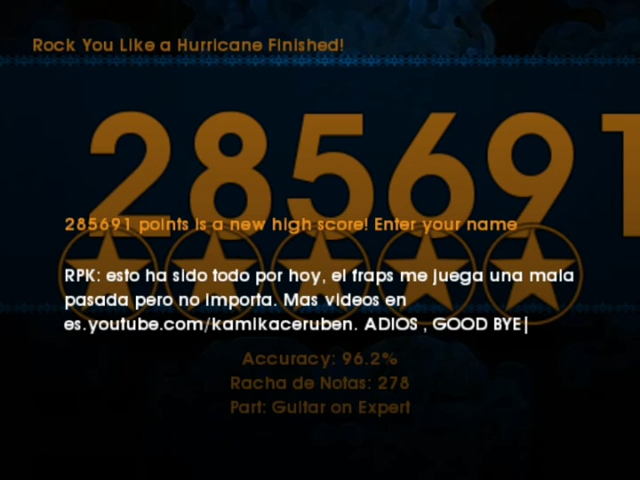 Rock You Like a Hurricane Finished!
285691
285691 points is a new high score! Enter your name
RPK: esto ha sido todo por hoy, el fraps me juega una mala
pasada pero no importa. Mas videos en
es.youtube.com/kamikaceruben. ADIOS , GOOD BYE|
Accuracy: 96.2%
Racha de Notas: 278
Part: Guitar on Expert